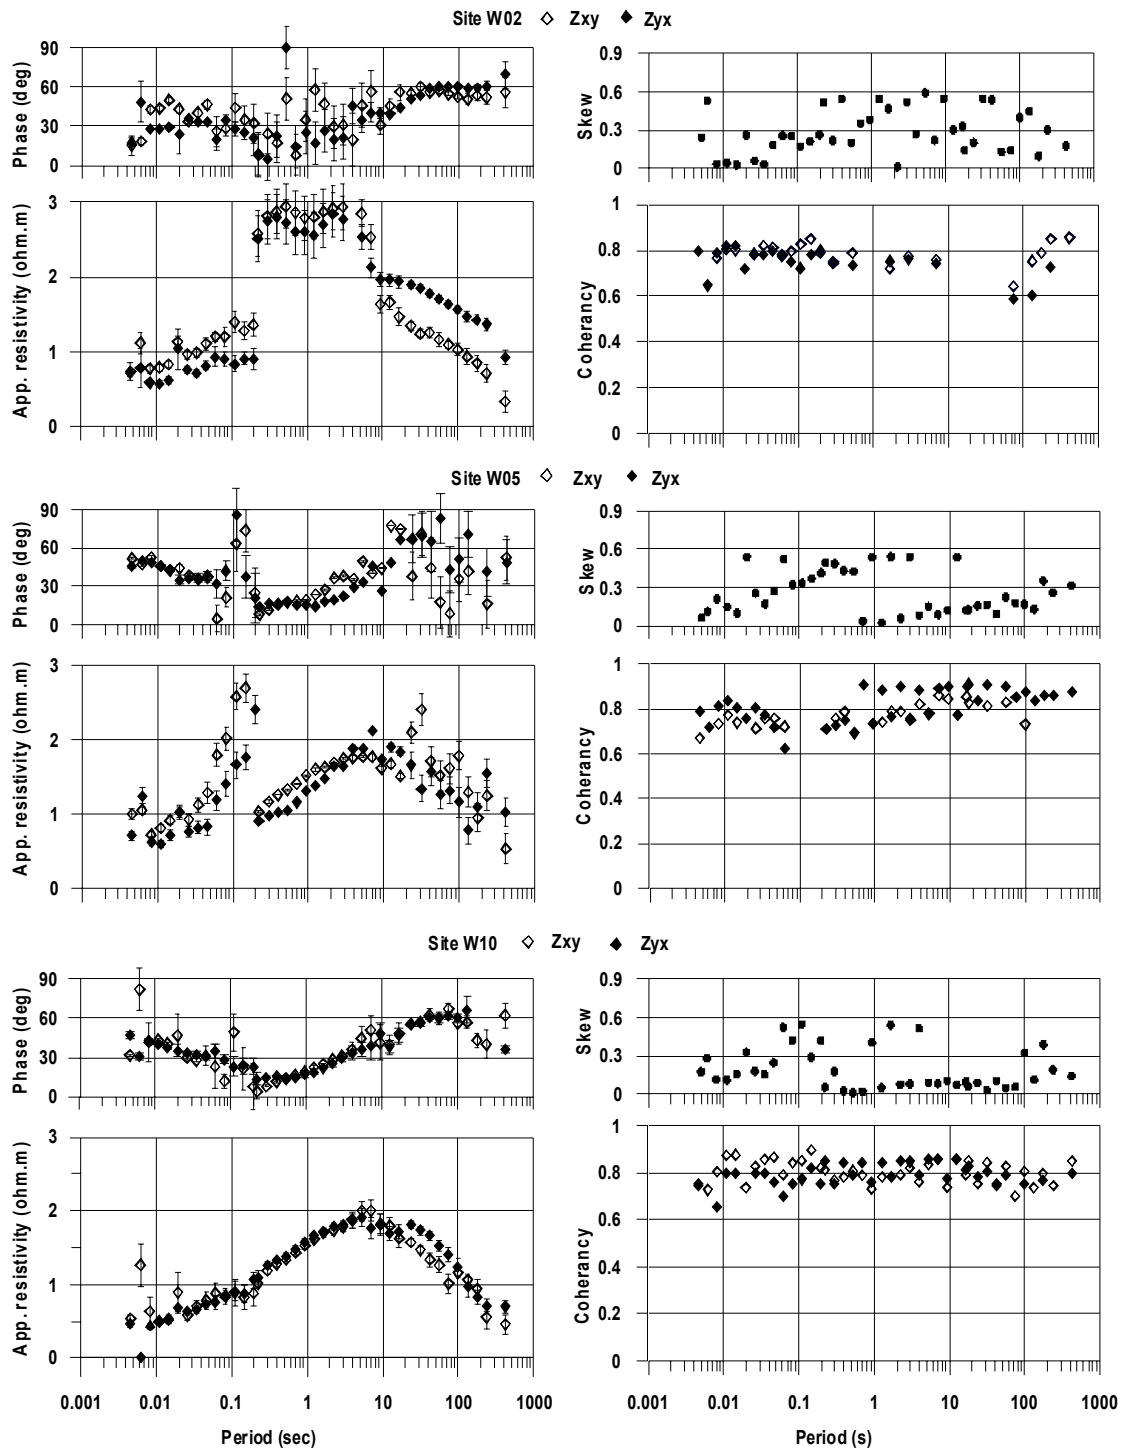 Site W02 Zxy Zyx
Phase (deg)
90
60
30
0
Skew
0.9
0.6
0.3
0
App. resistivity (ohm.m)
3
2
1
0
Coherancy
1
0.8
0.6
0.4
0.2
0
Site W05 Zxy Zyx
Phase (deg)
90
60
30
0
Skew
0.9
0.6
0.3
0
App. resistivity (ohm.m)
3
2
1
0
Coherancy
1
0.8
0.6
0.4
0.2
0
Site W10 Zxy Zyx
Phase (deg)
90
60
30
0
Skew
0.9
0.6
0.3
0
App. resistivity (ohm.m)
3
2
1
0
0.001 0.01 0.1 1 10 100 1000
Period (sec)
Coherancy
1
0.8
0.6
0.4
0.2
0
0.001 0.01 0.1 1 10 100 1000
Period (s)